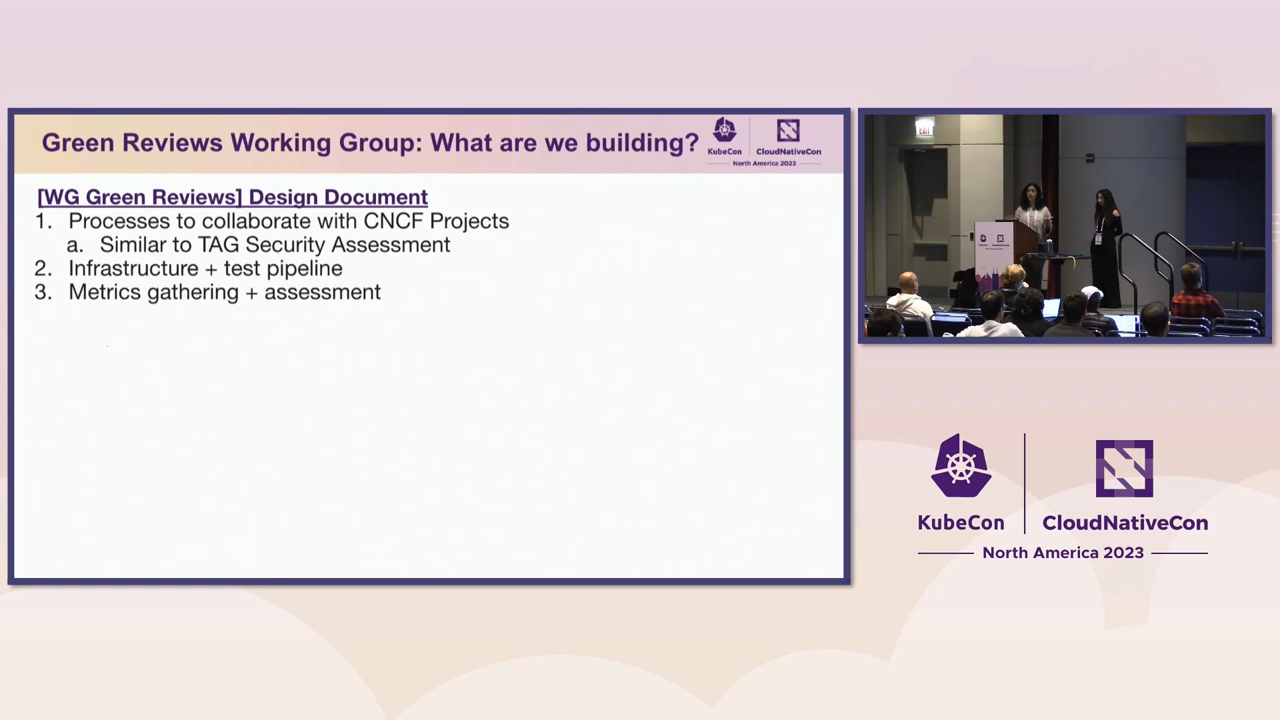 Green Reviews Working Group: What are we building?
KubeCon
CloudNativeCon
North America 2023
[WG Green Reviews] Design Document
1. Processes to collaborate with CNCF Projects
a. Similar to TAG Security Assessment
2. Infrastructure + test pipeline
3. Metrics gathering + assessment
EXIT
KubeCon
CloudNativeCon
North America 2023